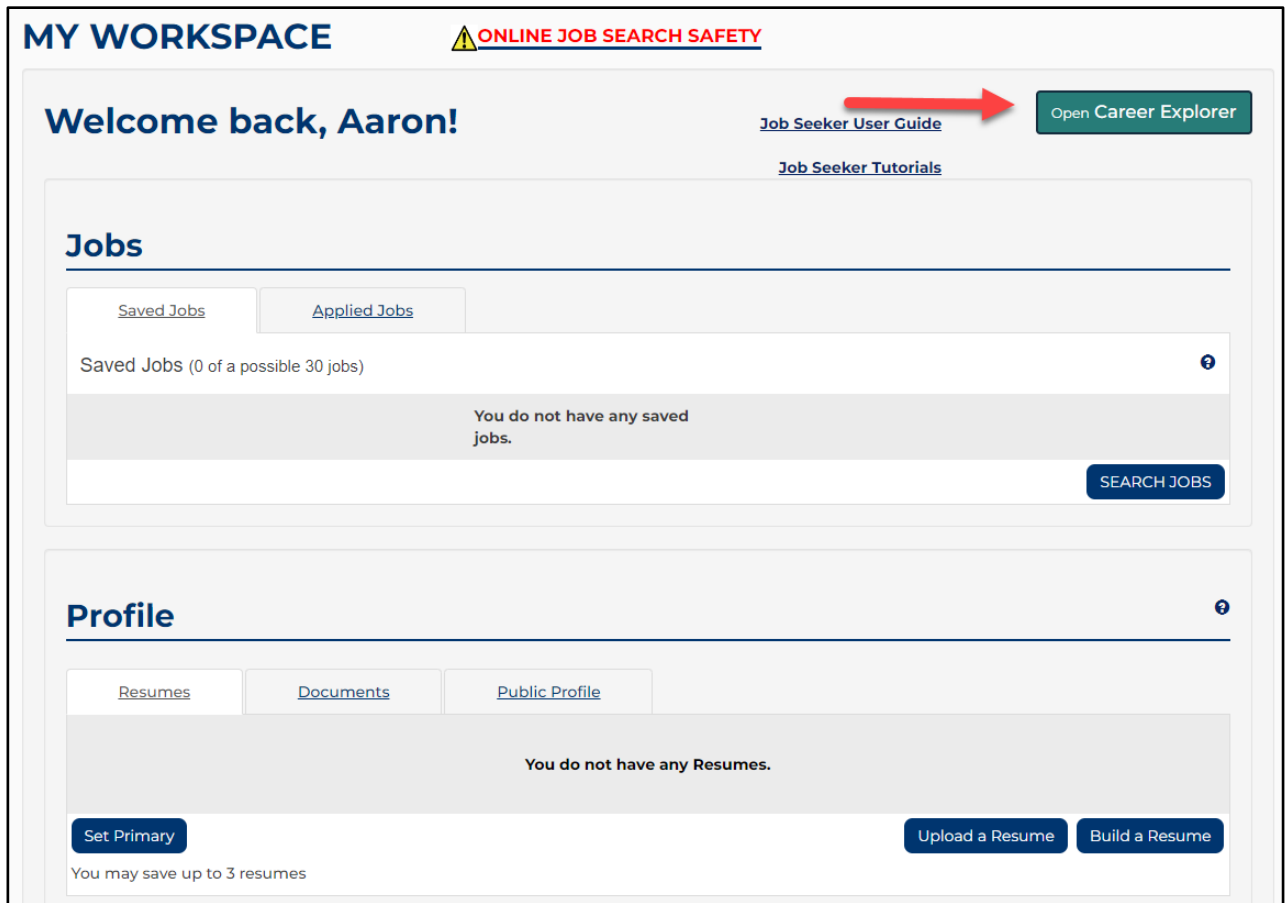 MY WORKSPACE
ONLINE JOB SEARCH SAFETY
Welcome back, Aaron!
Job Seeker User Guide
Open Career Explorer
Job Seeker Tutorials
Jobs
Saved Jobs
Applied Jobs
Saved Jobs (0 of a possible 30 jobs)
You do not have any saved
jobs.
SEARCH JOBS
Profile
Resumes
Documents
Public Profile
You do not have any Resumes.
Set Primary
Upload a Resume
Build a Resume
You may save up to 3 resumes